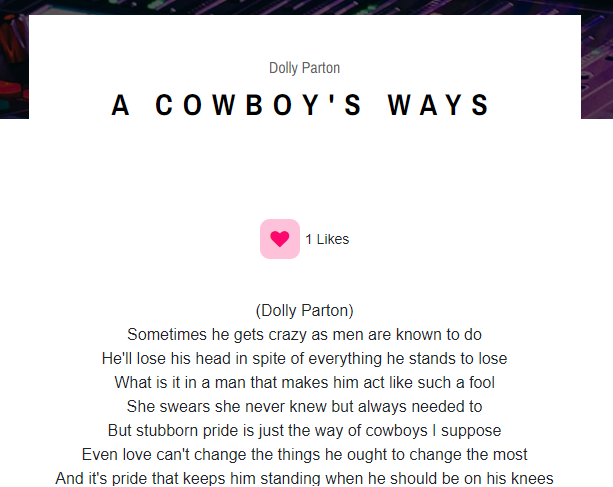 Dolly Parton
A COWBOY'S WAYS
1 Likes
(Dolly Parton)
Sometimes he gets crazy as men are known to do
He'll lose his head in spite of everything he stands to lose
What is it in a man that makes him act like such a fool
She swears she never knew but always needed to
But stubborn pride is just the way of cowboys I suppose
Even love can't change the things he ought to change the most
And it's pride that keeps him standing when he should be on his knees